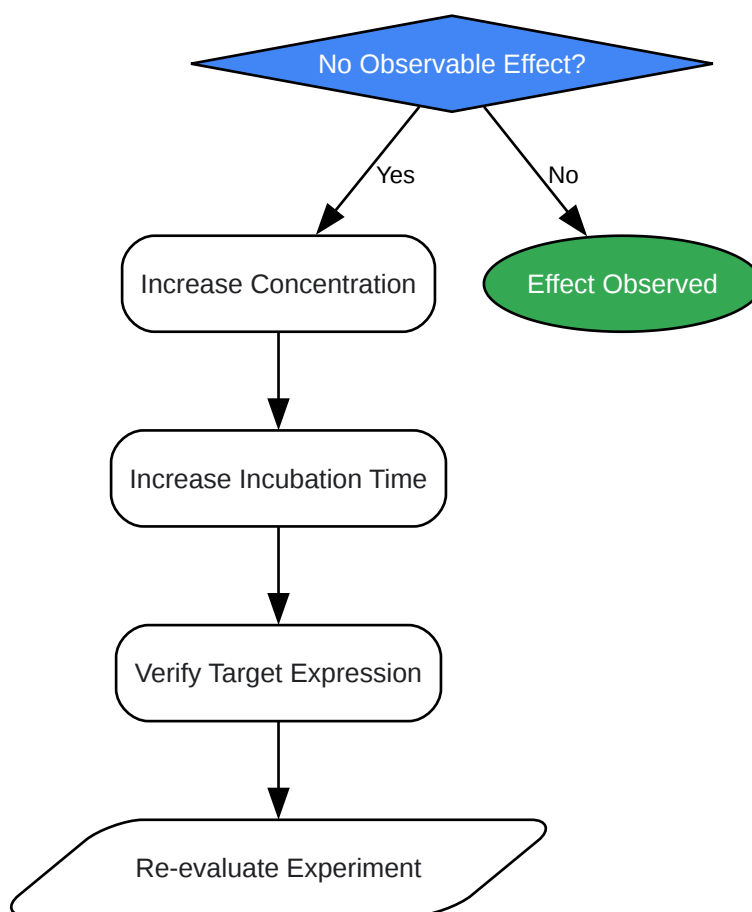 No Observable Effect?
Yes
No
Increase Concentration
Effect Observed
Increase Incubation Time
Verify Target Expression
Re-evaluate Experiment